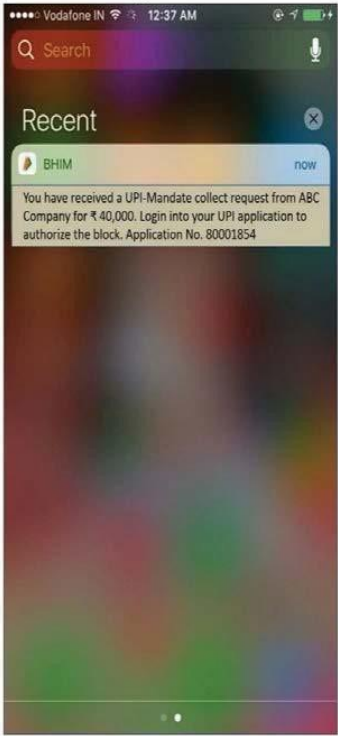 Vodafone IN 12:37 AM
Search
Recent
BHIM now
You have received a UPI-Mandate collect request from ABC
Company for ₹ 40,000. Login into your UPI application to
authorize the block. Application No. 80001854